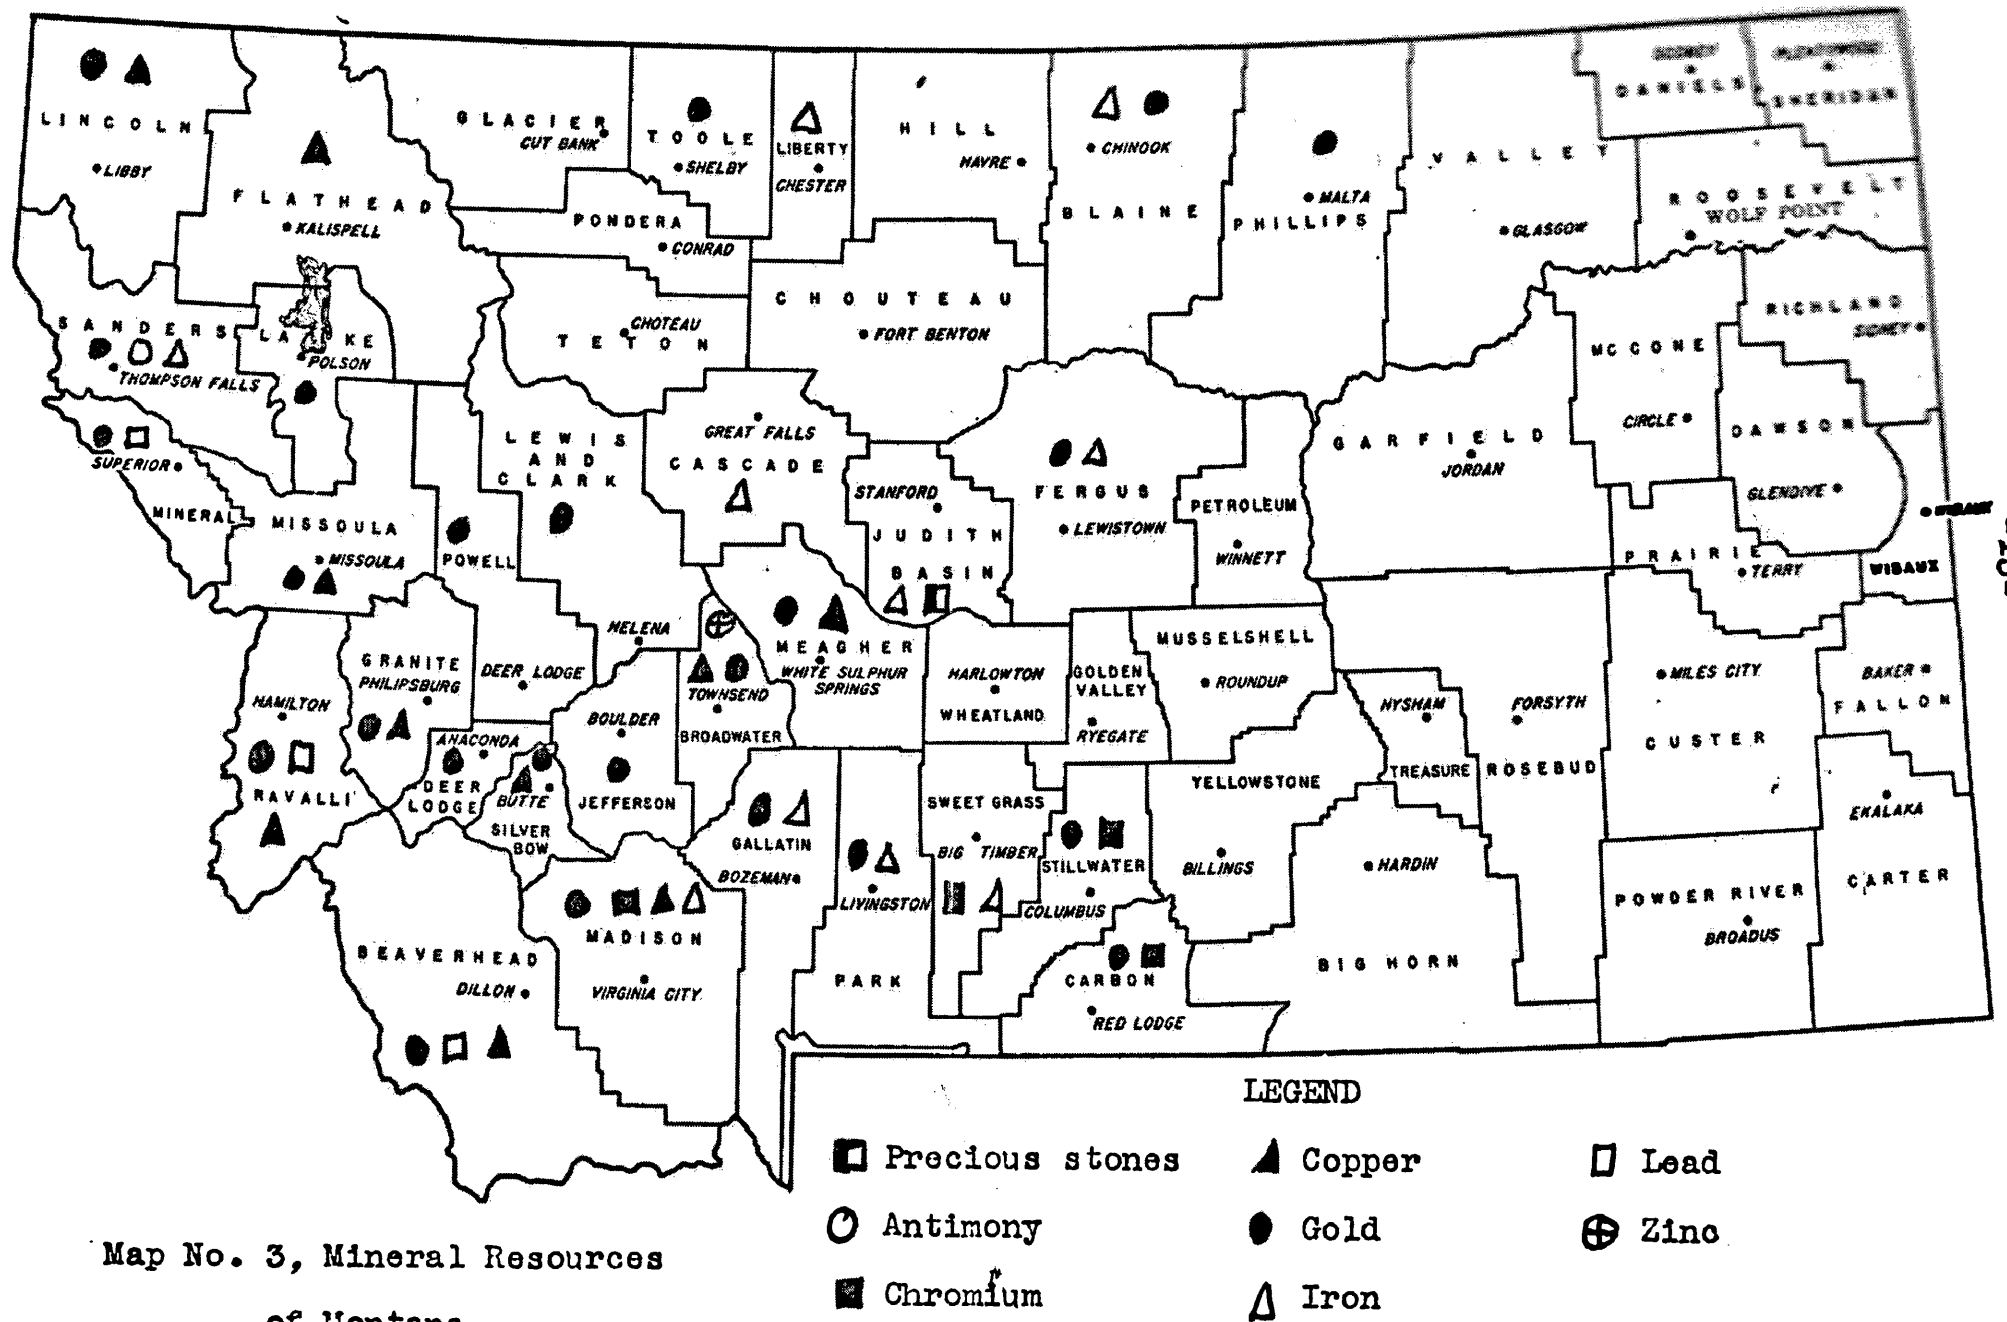 LINCOLN
LIBBY
FLATHEAD
KALISPELL
GLACIER
CUT BANK
TOOLE
SHELBY
LIBERTY
CHESTER
HILL
HAVRE
CHINOOK
BLAINE
MALTA
PHILLIPS
VALLEY
GLASGOW
DANIELS
SHERIDAN
ROOSEVELT
WOLF POINT
PONDERA
CONRAD
CHOTEAU
TETON
CHOUTEAU
FORT BENTON
RICHLAND
SIDNEY
SANDERS
THOMPSON FALLS
LAKE
POLSON
MC CONE
CIRCLE
DAWSON
GLENDIVE
SUPERIOR
MINERAL
MISSOULA
MISSOULA
POWELL
LEWIS
AND
CLARK
GREAT FALLS
CASCADE
STANFORD
JUDITH
BASIN
FERGUS
LEWISTOWN
PETROLEUM
WINNETT
GARFIELD
JORDAN
PRAIRIE
TERRY
WIBAUX
WIBAUX
HELENA
MEAGHER
WHITE SULPHUR
SPRINGS
HARLOWTON
WHEATLAND
GOLDEN
VALLEY
RYEGATE
MUSSELSHELL
ROUNDUP
GRANITE
PHILIPSBURG
DEER LODGE
HAMILTON
RAVALLI
ANACONDA
DEER
LODGE
BUTTE
SILVER
BOW
BOULDER
JEFFERSON
TOWNSEND
BROADWATER
HYSHAM
TREASURE
FORSYTH
ROSEBUD
MILES CITY
CUSTER
BAKER
FALLON
EKALAKA
CARTER
YELLOWSTONE
BILLINGS
SWEET GRASS
BIG TIMBER
STILLWATER
COLUMBUS
GALLATIN
BOZEMAN
LIVINGSTON
PARK
HARDIN
BIG HORN
POWDER RIVER
BROADUS
MADISON
VIRGINIA CITY
BEAVERHEAD
DILLON
CARBON
RED LODGE
LEGEND
Precious stones
Copper
Lead
Antimony
Gold
Zinc
Chromium
Iron
Map No. 3, Mineral Resources
of Montana